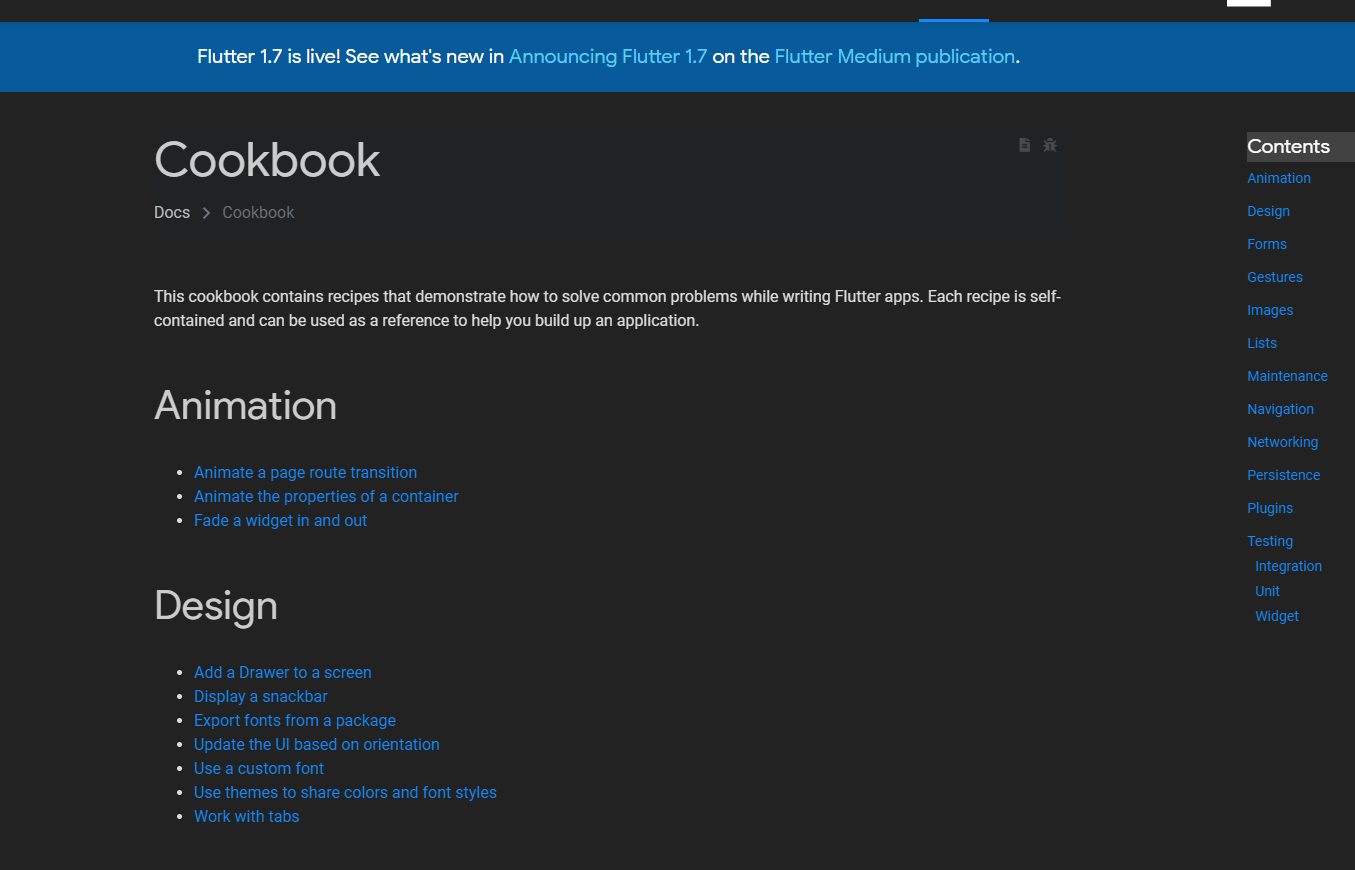 Flutter 1.7 is live! See what's new in Announcing Flutter 1.7 on the Flutter Medium publication.
Cookbook
Docs
Cookbook
This cookbook contains recipes that demonstrate how to solve common problems while writing Flutter apps. Each recipe is self-
contained and can be used as a reference to help you build up an application.
Animation
Animate a page route transition
Animate the properties of a container
Fade a widget in and out
Design
Add a Drawer to a screen
Display a snackbar
Export fonts from a package
Update the UI based on orientation
Use a custom font
Use themes to share colors and font styles
Work with tabs
Contents
Animation
Design
Forms
Gestures
Images
Lists
Maintenance
Navigation
Networking
Persistence
Plugins
Testing
Integration
Unit
Widget